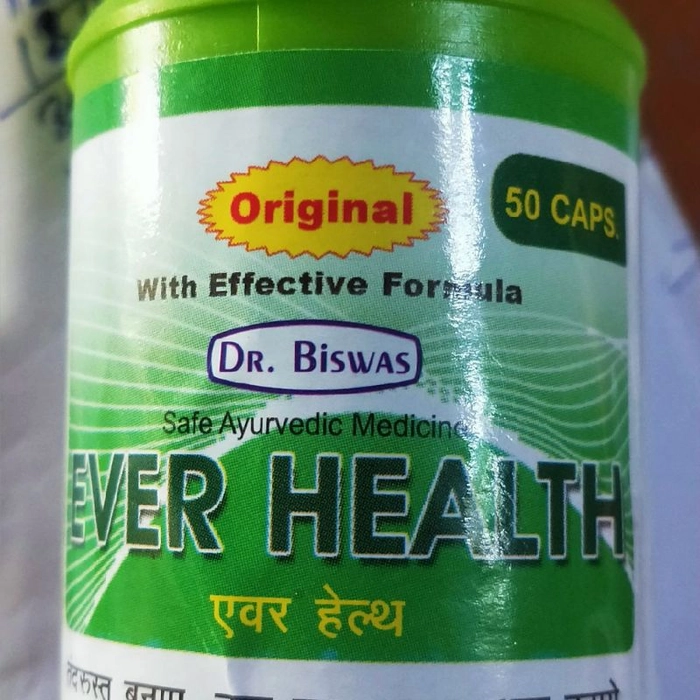 Original
50 CAPS.
With Effective Formula
DR. BISWAS
Safe Ayurvedic Medicine
EVER HEALTH
एवर हेल्थ